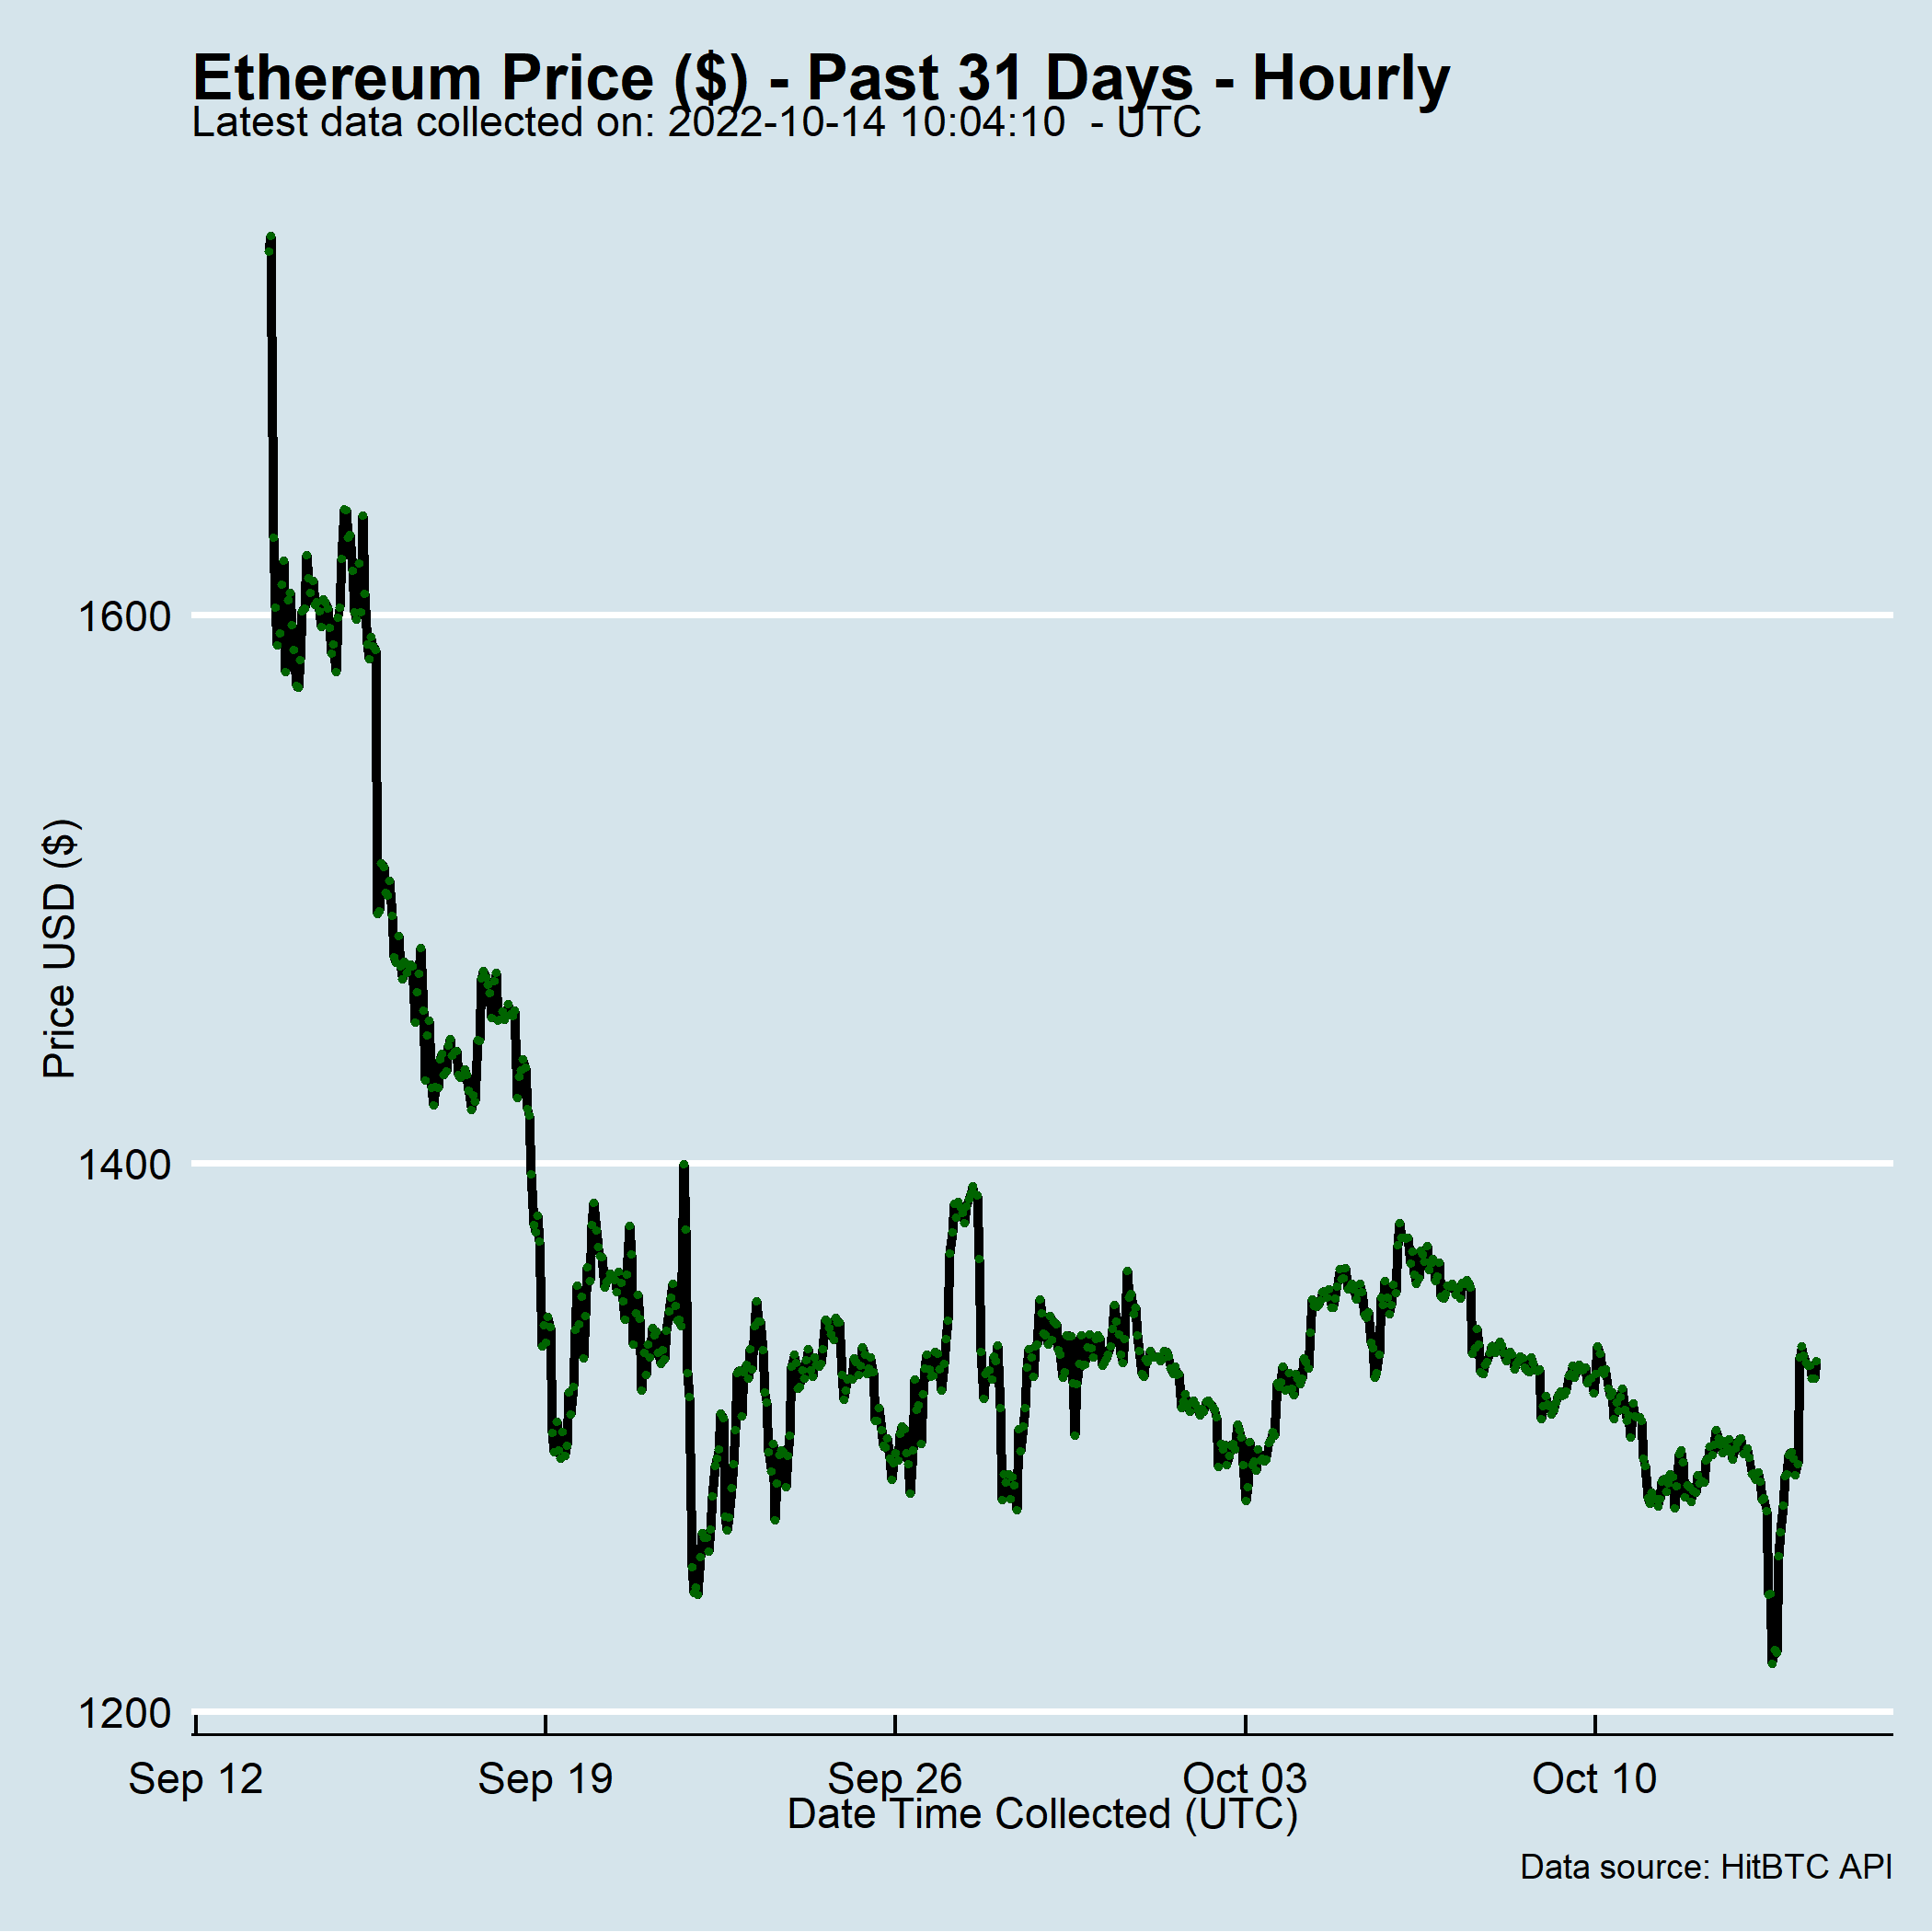 Ethereum Price ($) - Past 31 Days - Hourly
Latest data collected on: 2022-10-14 10:04:10  - UTC
Price USD ($)
1600
1400
1200
Sep 12
Sep 19
Sep 26
Oct 03
Oct 10
Date Time Collected (UTC)
Data source: HitBTC API